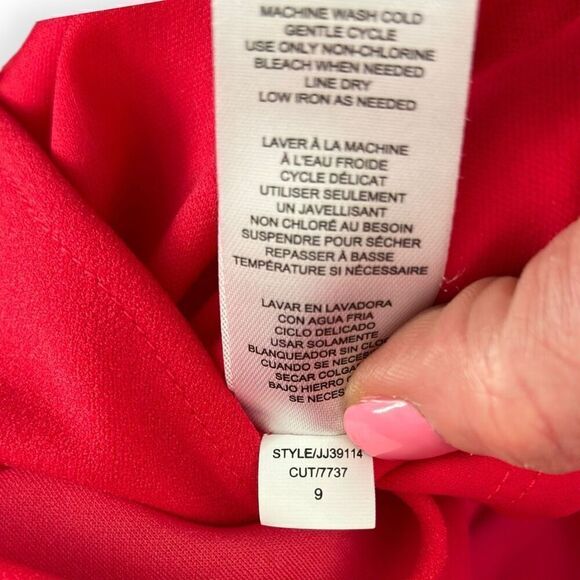 MACHINE WASH COLD
GENTLE CYCLE
USE ONLY NON-CHLORINE
BLEACH WHEN NEEDED
LINE DRY
LOW IRON AS NEEDED
LAVER À LA MACHINE
À L'EAU FROIDE
CYCLE DÉLICAT
UTILISER SEULEMENT
UN JAVELLISANT
NON CHLORÉ AU BESOIN
SUSPENDRE POUR SÉCHER
REPASSER À BASSE
TEMPÉRATURE SI NÉCESSAIRE
LAVAR EN LAVADORA
CON AGUA FRIA
CICLO DELICADO
USAR SOLAMENTE
BLANQUEADOR SIN
CUANDO SE
SECAR
BAJO HIERRO
SE
STYLE/JJ39114
CUT/7737
9